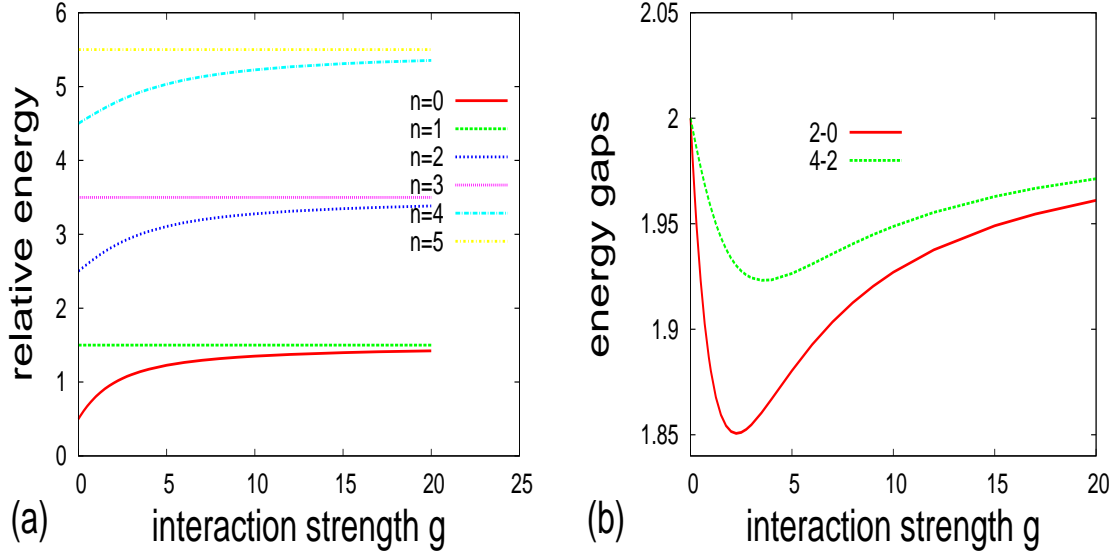 relative energy
6
5
4
3
2
1
0
n=0
n=1
n=2
n=3
n=4
n=5
0 5 10 15 20 25
(a) interaction strength g
energy gaps
2.05
2
1.95
1.9
1.85
2-0
4-2
0 5 10 15 20
(b) interaction strength g